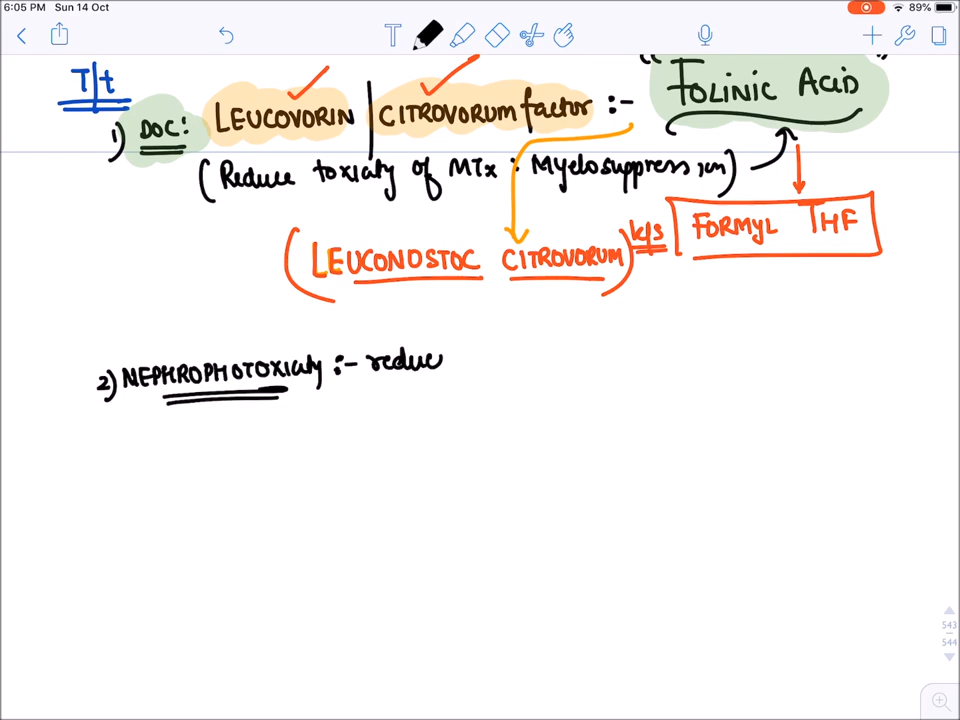 6:05 PM Sun 14 Oct 89%
T
T/t
" FOLINIC ACID "
1) DOC: LEUCOVORIN | CITROVORUM factor :-
(Reduce toxicity of MTx : Myelosuppression)
(LEUCONOSTOC CITROVORUM) k/s FORMYL THF
2) NEPHROPHOTOXicity :- reduce
543
544